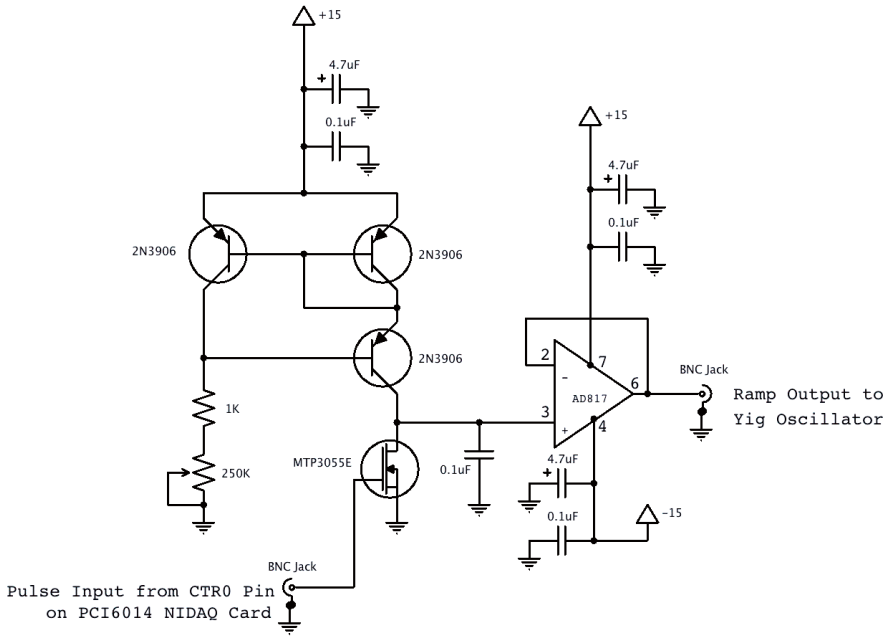 +15
4.7uF
+
0.1uF
+15
4.7uF
+
0.1uF
2N3906
2N3906
2N3906
1K
250K
MTP3055E
0.1uF
2
7
6
−
AD817
3
+
4
BNC Jack
Ramp Output to
Yig Oscillator
4.7uF
+
0.1uF
-15
BNC Jack
Pulse Input from CTR0 Pin
on PCI6014 NIDAQ Card